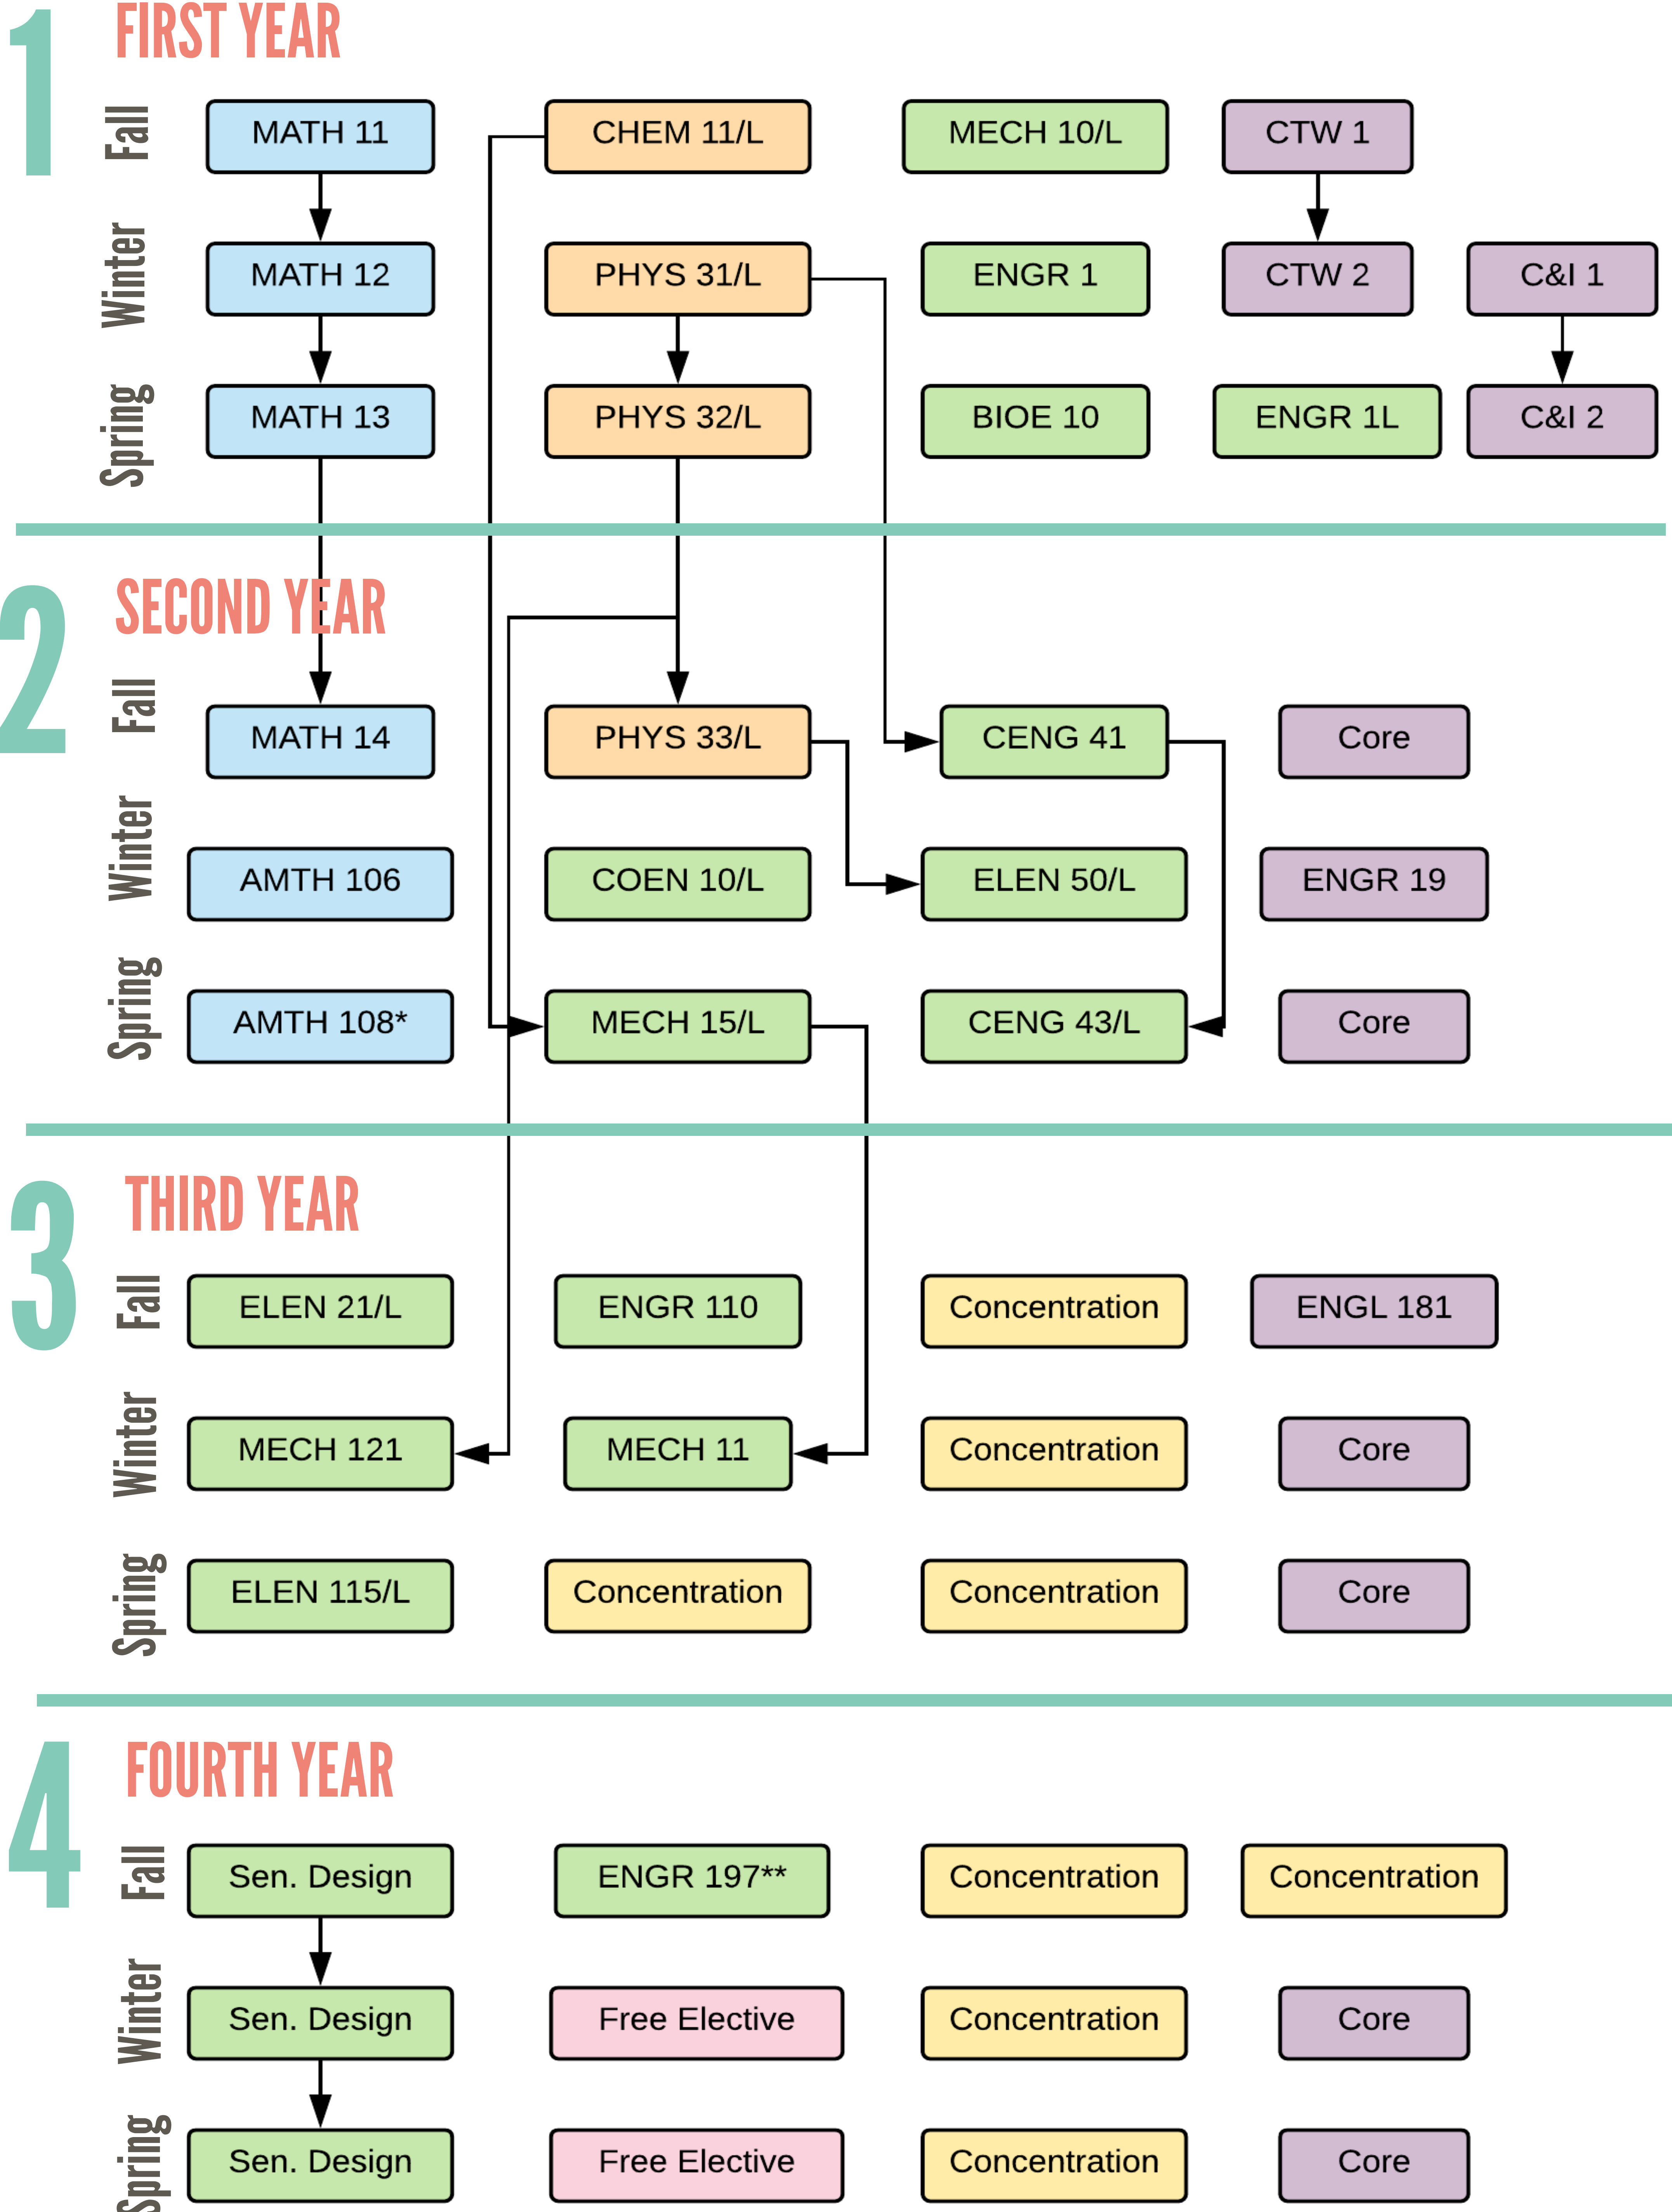 1
FIRST YEAR
Fall
MATH 11
CHEM 11/L
MECH 10/L
CTW 1
Winter
MATH 12
PHYS 31/L
ENGR 1
CTW 2
C&I 1
Spring
MATH 13
PHYS 32/L
BIOE 10
ENGR 1L
C&I 2
2
SECOND YEAR
Fall
MATH 14
PHYS 33/L
CENG 41
Core
Winter
AMTH 106
COEN 10/L
ELEN 50/L
ENGR 19
Spring
AMTH 108*
MECH 15/L
CENG 43/L
Core
3
THIRD YEAR
Fall
ELEN 21/L
ENGR 110
Concentration
ENGL 181
Winter
MECH 121
MECH 11
Concentration
Core
Spring
ELEN 115/L
Concentration
Concentration
Core
4
FOURTH YEAR
Fall
Sen. Design
ENGR 197**
Concentration
Concentration
Winter
Sen. Design
Free Elective
Concentration
Core
Spring
Sen. Design
Free Elective
Concentration
Core